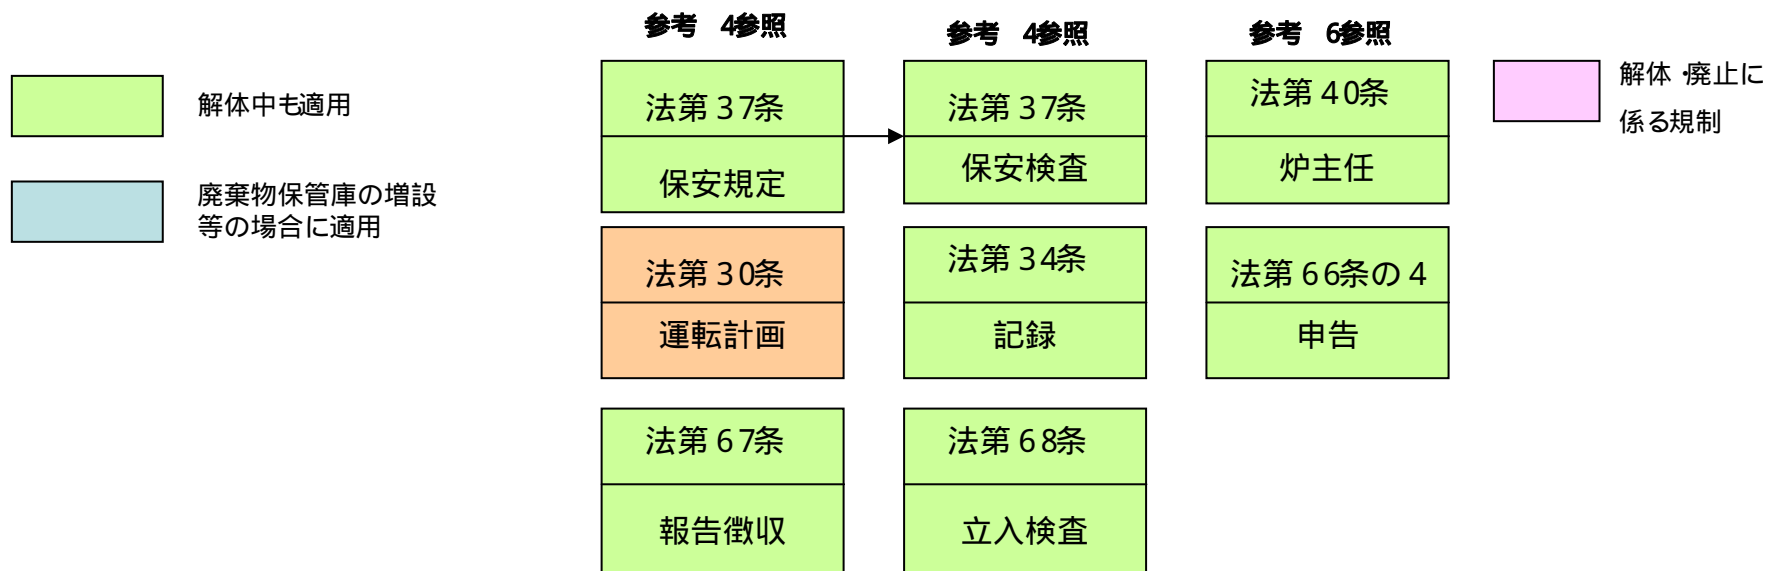 参考 4参照
参考 4参照
参考 6参照
解体中も適用
廃棄物保管庫の増設
等の場合に適用
法第37条
保安規定
法第37条
保安検査
法第40条
炉主任
解体・廃止に
係る規制
法第30条
運転計画
法第34条
記録
法第66条の4
申告
法第67条
報告徴収
法第68条
立入検査